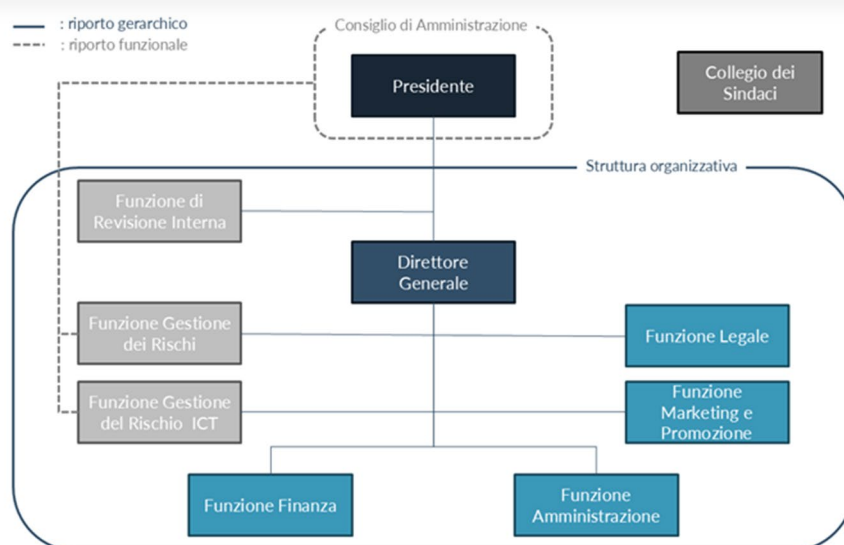 : riporto gerarchico
: riporto funzionale
Consiglio di Amministrazione
Presidente
Collegio dei
Sindaci
Struttura organizzativa
Funzione di
Revisione Interna
Direttore
Generale
Funzione Gestione
dei Rischi
Funzione Legale
Funzione Gestione
del Rischio ICT
Funzione
Marketing e
Promozione
Funzione Finanza
Funzione
Amministrazione